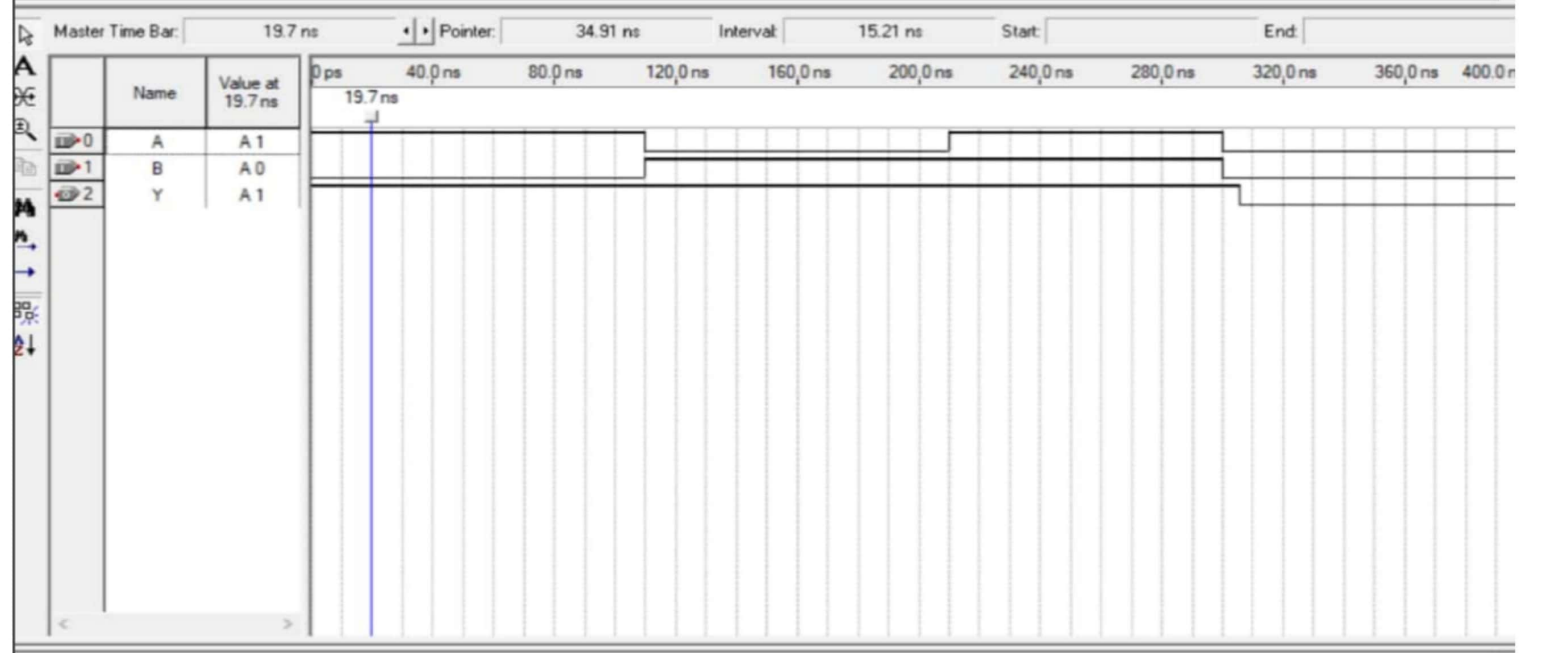 Master Time Bar: 19.7 ns Pointer: 34.91 ns Interval: 15.21 ns Start: End:
Name Value at 19.7 ns
0 ps 40.0 ns 80.0 ns 120.0 ns 160.0 ns 200.0 ns 240.0 ns 280.0 ns 320.0 ns 360.0 ns 400.0 n
19.7 ns
0 A A 1
1 B A 0
2 Y A 1